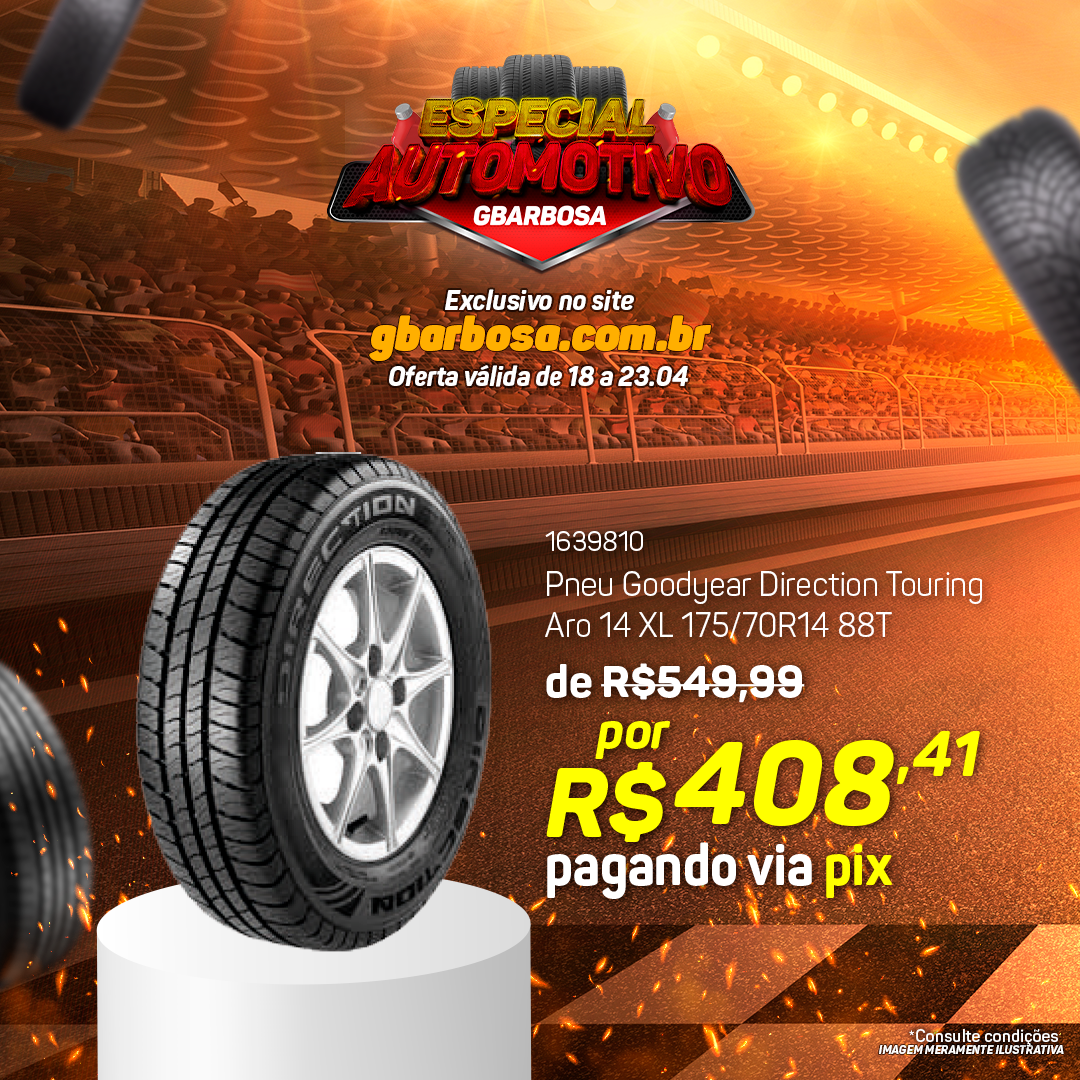 ESPECIAL
AUTOMOTIVO
GBARBOSA
Exclusivo no site
gbarbosa.com.br
Oferta válida de 18 a 23.04
DIRECTION
1639810
Pneu Goodyear Direction Touring
Aro 14 XL 175/70R14 88T
de R$549,99
por
R$408,41
pagando via pix
*Consulte condições
IMAGEM MERAMENTE ILUSTRATIVA